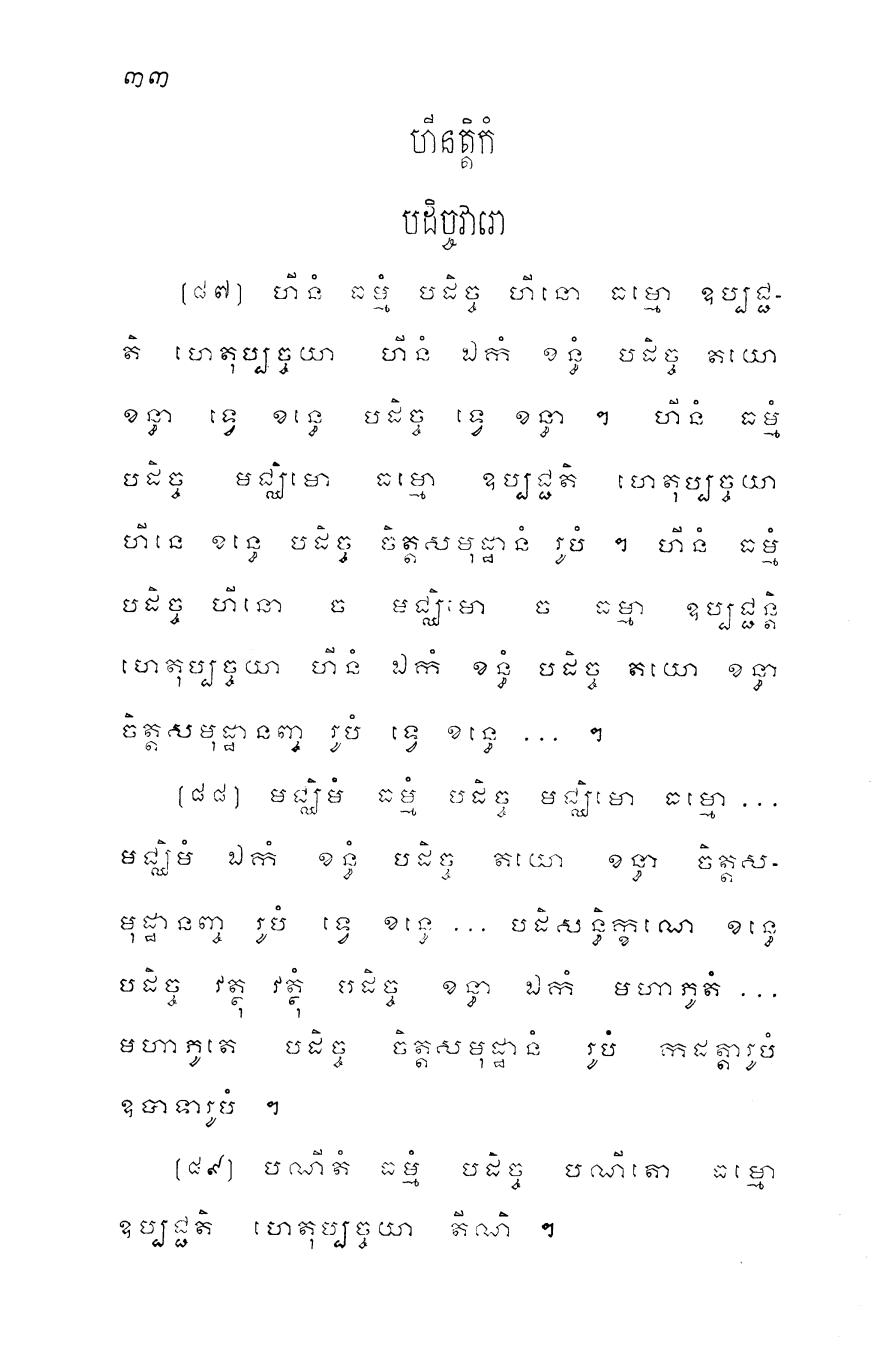 ៣៣
ហីនត្តិកំ
បដិច្ចវារោ
[៨៧] ហីនំ ធម្មំ បដិច្ច ហីនោ ធម្មោ ឧប្បជ្ជ-
តិ ហេតុប្បច្ចយា ហីនំ ឯកំ ខន្ធំ បដិច្ច តយោ
ខន្ធា ទ្វេ ខន្ធេ បដិច្ច ទ្វេ ខន្ធា ។ ហីនំ ធម្មំ
បដិច្ច មជ្ឈិមោ ធម្មោ ឧប្បជ្ជតិ ហេតុប្បច្ចយា
ហីនេ ខន្ធេ បដិច្ច ចិត្តសមុដ្ឋានំ រូបំ ។ ហីនំ ធម្មំ
បដិច្ច ហីនោ ច មជ្ឈិមោ ច ធម្មា ឧប្បជ្ជន្តិ
ហេតុប្បច្ចយា ហីនំ ឯកំ ខន្ធំ បដិច្ច តយោ ខន្ធា
ចិត្តសមុដ្ឋានញ្ច រូបំ ទ្វេ ខន្ធេ ... ។
[៨៨] មជ្ឈិមំ ធម្មំ បដិច្ច មជ្ឈិមោ ធម្មោ ...
មជ្ឈិមំ ឯកំ ខន្ធំ បដិច្ច តយោ ខន្ធា ចិត្តស-
មុដ្ឋានញ្ច រូបំ ទ្វេ ខន្ធេ ... បដិសន្ធិក្ខណេ ខន្ធេ
បដិច្ច វត្ថុ វត្ថុំ បដិច្ច ខន្ធា ឯកំ មហាភូតំ ...
មហាភូតេ បដិច្ច ចិត្តសមុដ្ឋានំ រូបំ កដត្តារូបំ
ឧបាទារូបំ ។
[៨៩] បណីតំ ធម្មំ បដិច្ច បណីតោ ធម្មោ
ឧប្បជ្ជតិ ហេតុប្បច្ចយា តីណិ ។